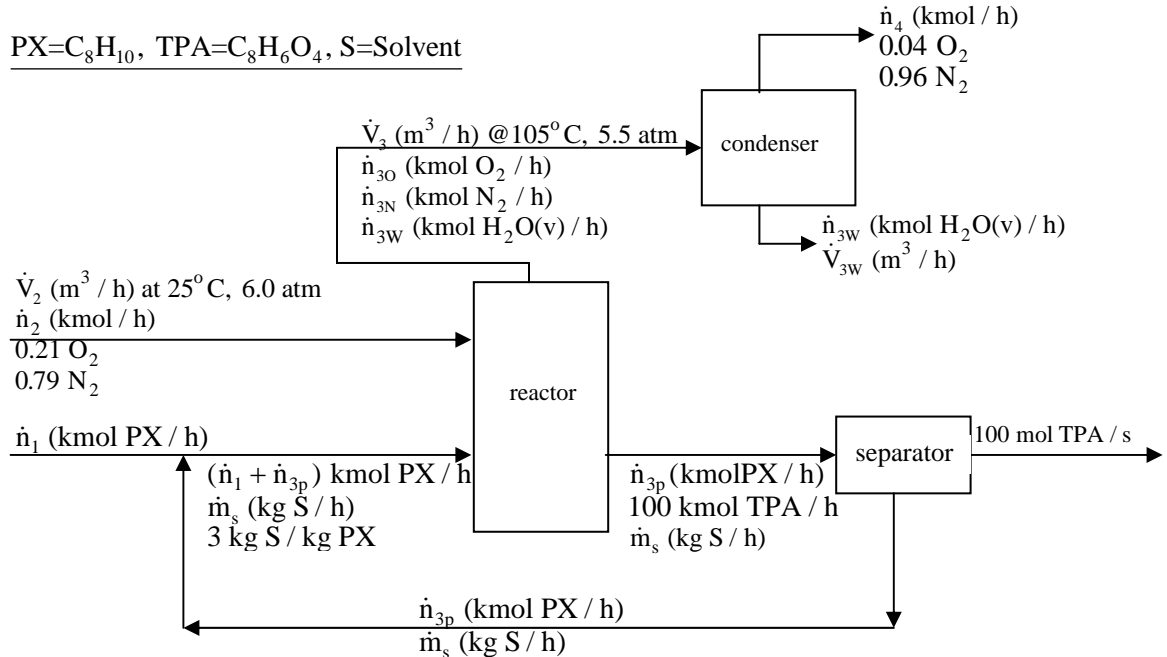 PX=C₈H₁₀, TPA=C₈H₆O₄, S=Solvent
ṅ₄ (kmol / h)
0.04 O₂
0.96 N₂
V̇₃ (m³ / h) @105°C, 5.5 atm
ṅ₃O (kmol O₂ / h)
ṅ₃N (kmol N₂ / h)
ṅ₃W (kmol H₂O(v) / h)
condenser
ṅ₃W (kmol H₂O(v) / h)
V̇₃W (m³ / h)
V̇₂ (m³ / h) at 25°C, 6.0 atm
ṅ₂ (kmol / h)
0.21 O₂
0.79 N₂
reactor
ṅ₁ (kmol PX / h)
(ṅ₁ + ṅ₃p) kmol PX / h
ṁₛ (kg S / h)
3 kg S / kg PX
ṅ₃p (kmolPX / h)
100 kmol TPA / h
ṁₛ (kg S / h)
separator
100 mol TPA / s
ṅ₃p (kmol PX / h)
ṁₛ (kg S / h)